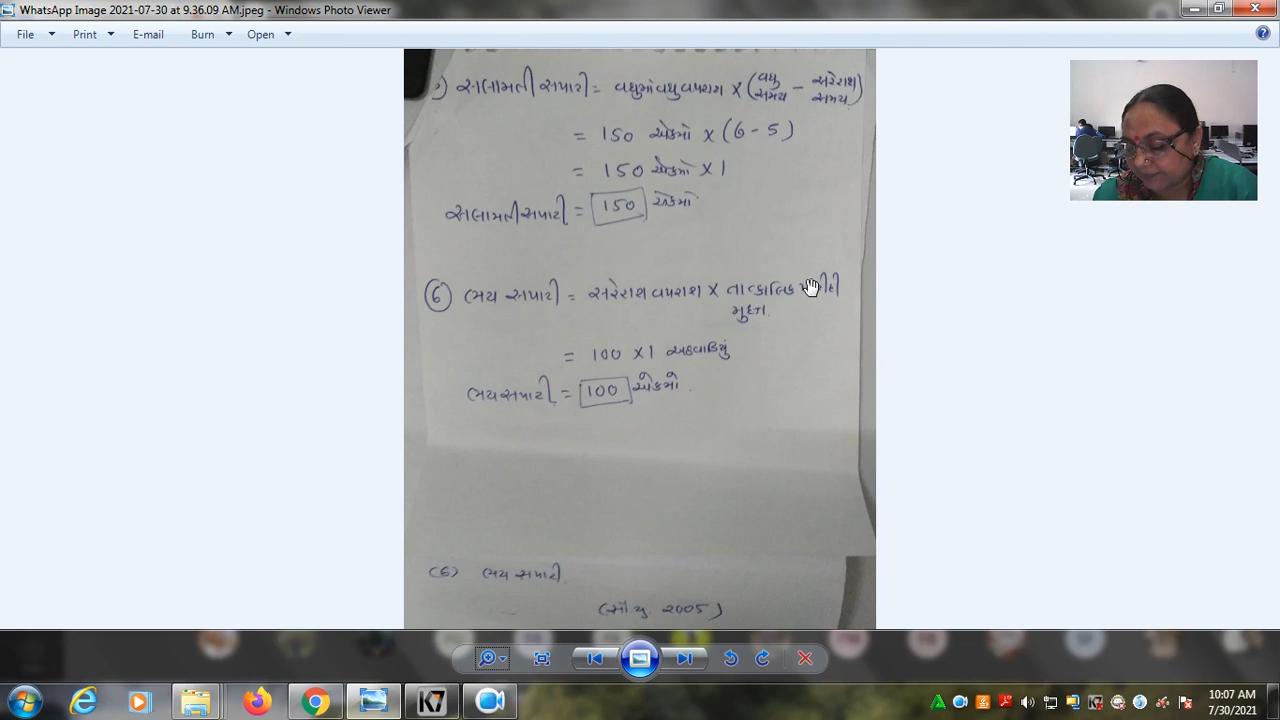 WhatsApp Image 2021-07-30 at 9.36.09 AM.jpeg - Windows Photo Viewer
File Print E-mail Burn Open
સલામતી સપાટી = વધુમાં વધુ વપરાશ × (વધુ સમય – સરેરાશ સમય)
= 150 એકમો × (6 - 5)
= 150 એકમો × 1
સલામતી સપાટી = 150 એકમો
6 ભય સપાટી = સરેરાશ વપરાશ × તાત્કાલિક
મુદ્દત
= 100 × 1 અઠવાડિયું
ભય સપાટી = 100 એકમો
(6) ભય સપાટી
(સૌ.યુ. 2005)
K7
10:07 AM
7/30/2021